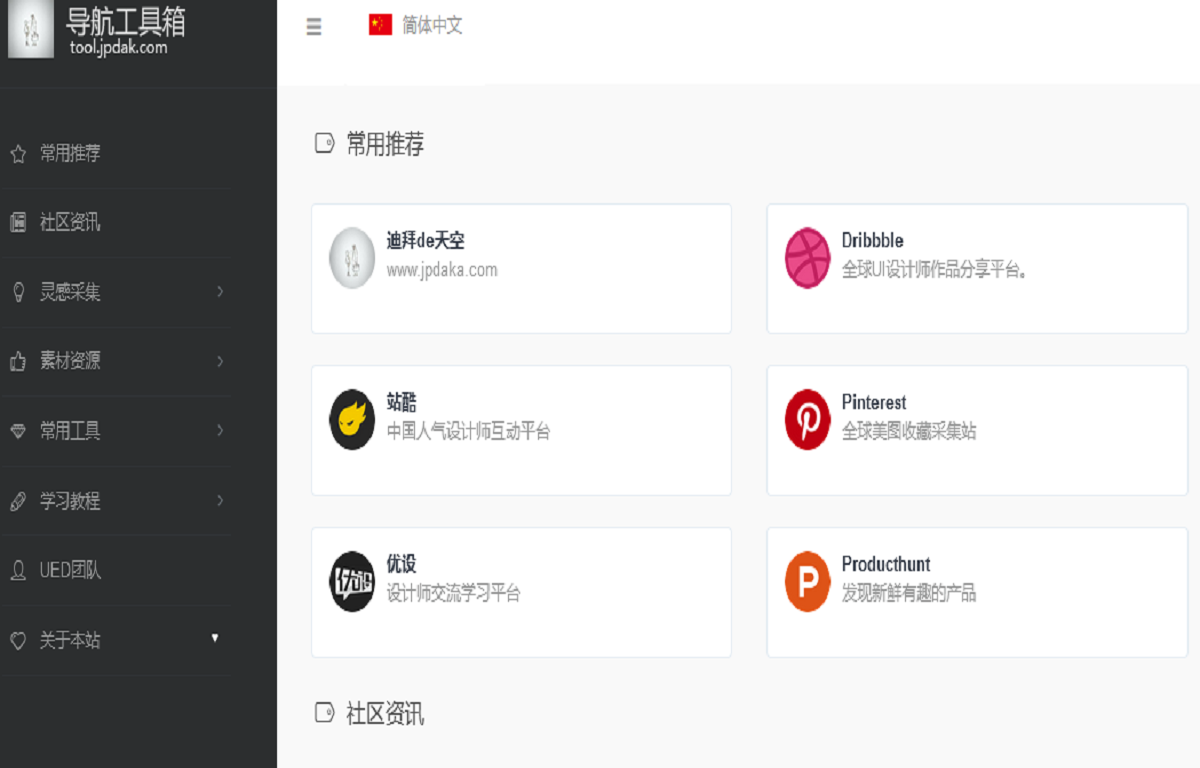 导航工具箱
tool.jpdak.com
简体中文
常用推荐
社区资讯
灵感采集
素材资源
常用工具
学习教程
UED团队
关于本站
常用推荐
迪拜de天空
www.jpdaka.com
Dribbble
全球UI设计师作品分享平台。
站酷
中国人气设计师互动平台
Pinterest
全球美图收藏采集站
优设
优设
设计师交流学习平台
Producthunt
发现新鲜有趣的产品
社区资讯